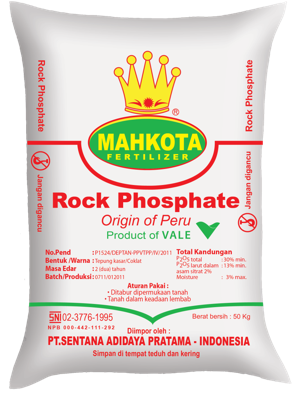 MAHKOTA
FERTILIZER
®
Rock Phosphate
Origin of Peru
Product of VALE
Rock Phosphate
Jangan digancu
Rock Phosphate
Jangan digancu
No.Pend : P1524/DEPTAN-PPVTPP/IV/2011
Bentuk /Warna : Tepung kasar/Coklat
Masa Edar : 2 (dua) tahun
Batch/Produksi : 0711/012011
Total Kandungan
P2O5 total : 30% min.
P2O5 larut dalam : 13% min.
asam sitrat 2%
Moisture : 3% max.
Aturan Pakai :
• Ditabur dipermukaan tanah
• Tanah dalam keadaan lembab
SNI 02-3776-1995
NPB 000-442-111-292
Berat bersih : 50 Kg
Diimpor oleh :
PT.SENTANA ADIDAYA PRATAMA - INDONESIA
Simpan di tempat teduh dan kering